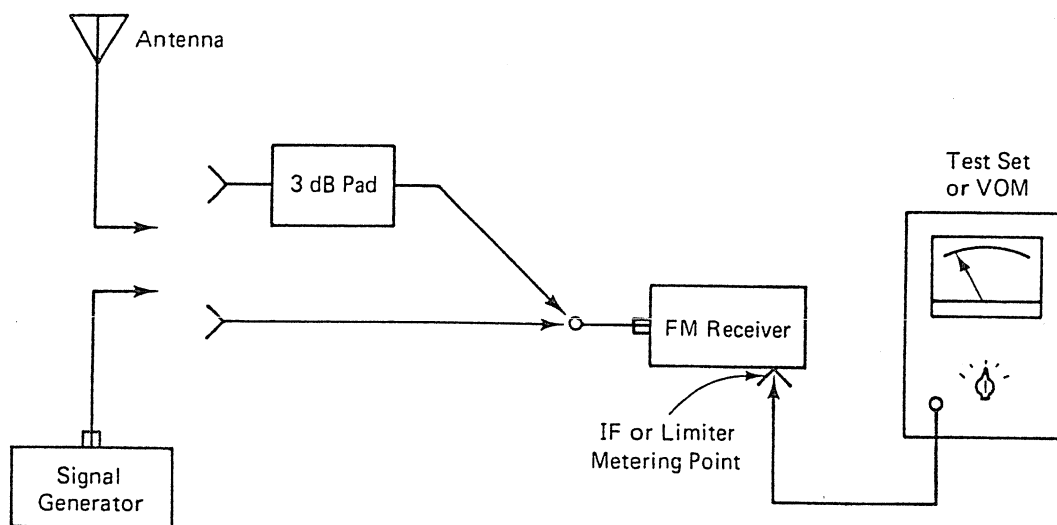 Antenna
3 dB Pad
Test Set
or VOM
FM Receiver
IF or Limiter
Metering Point
Signal
Generator